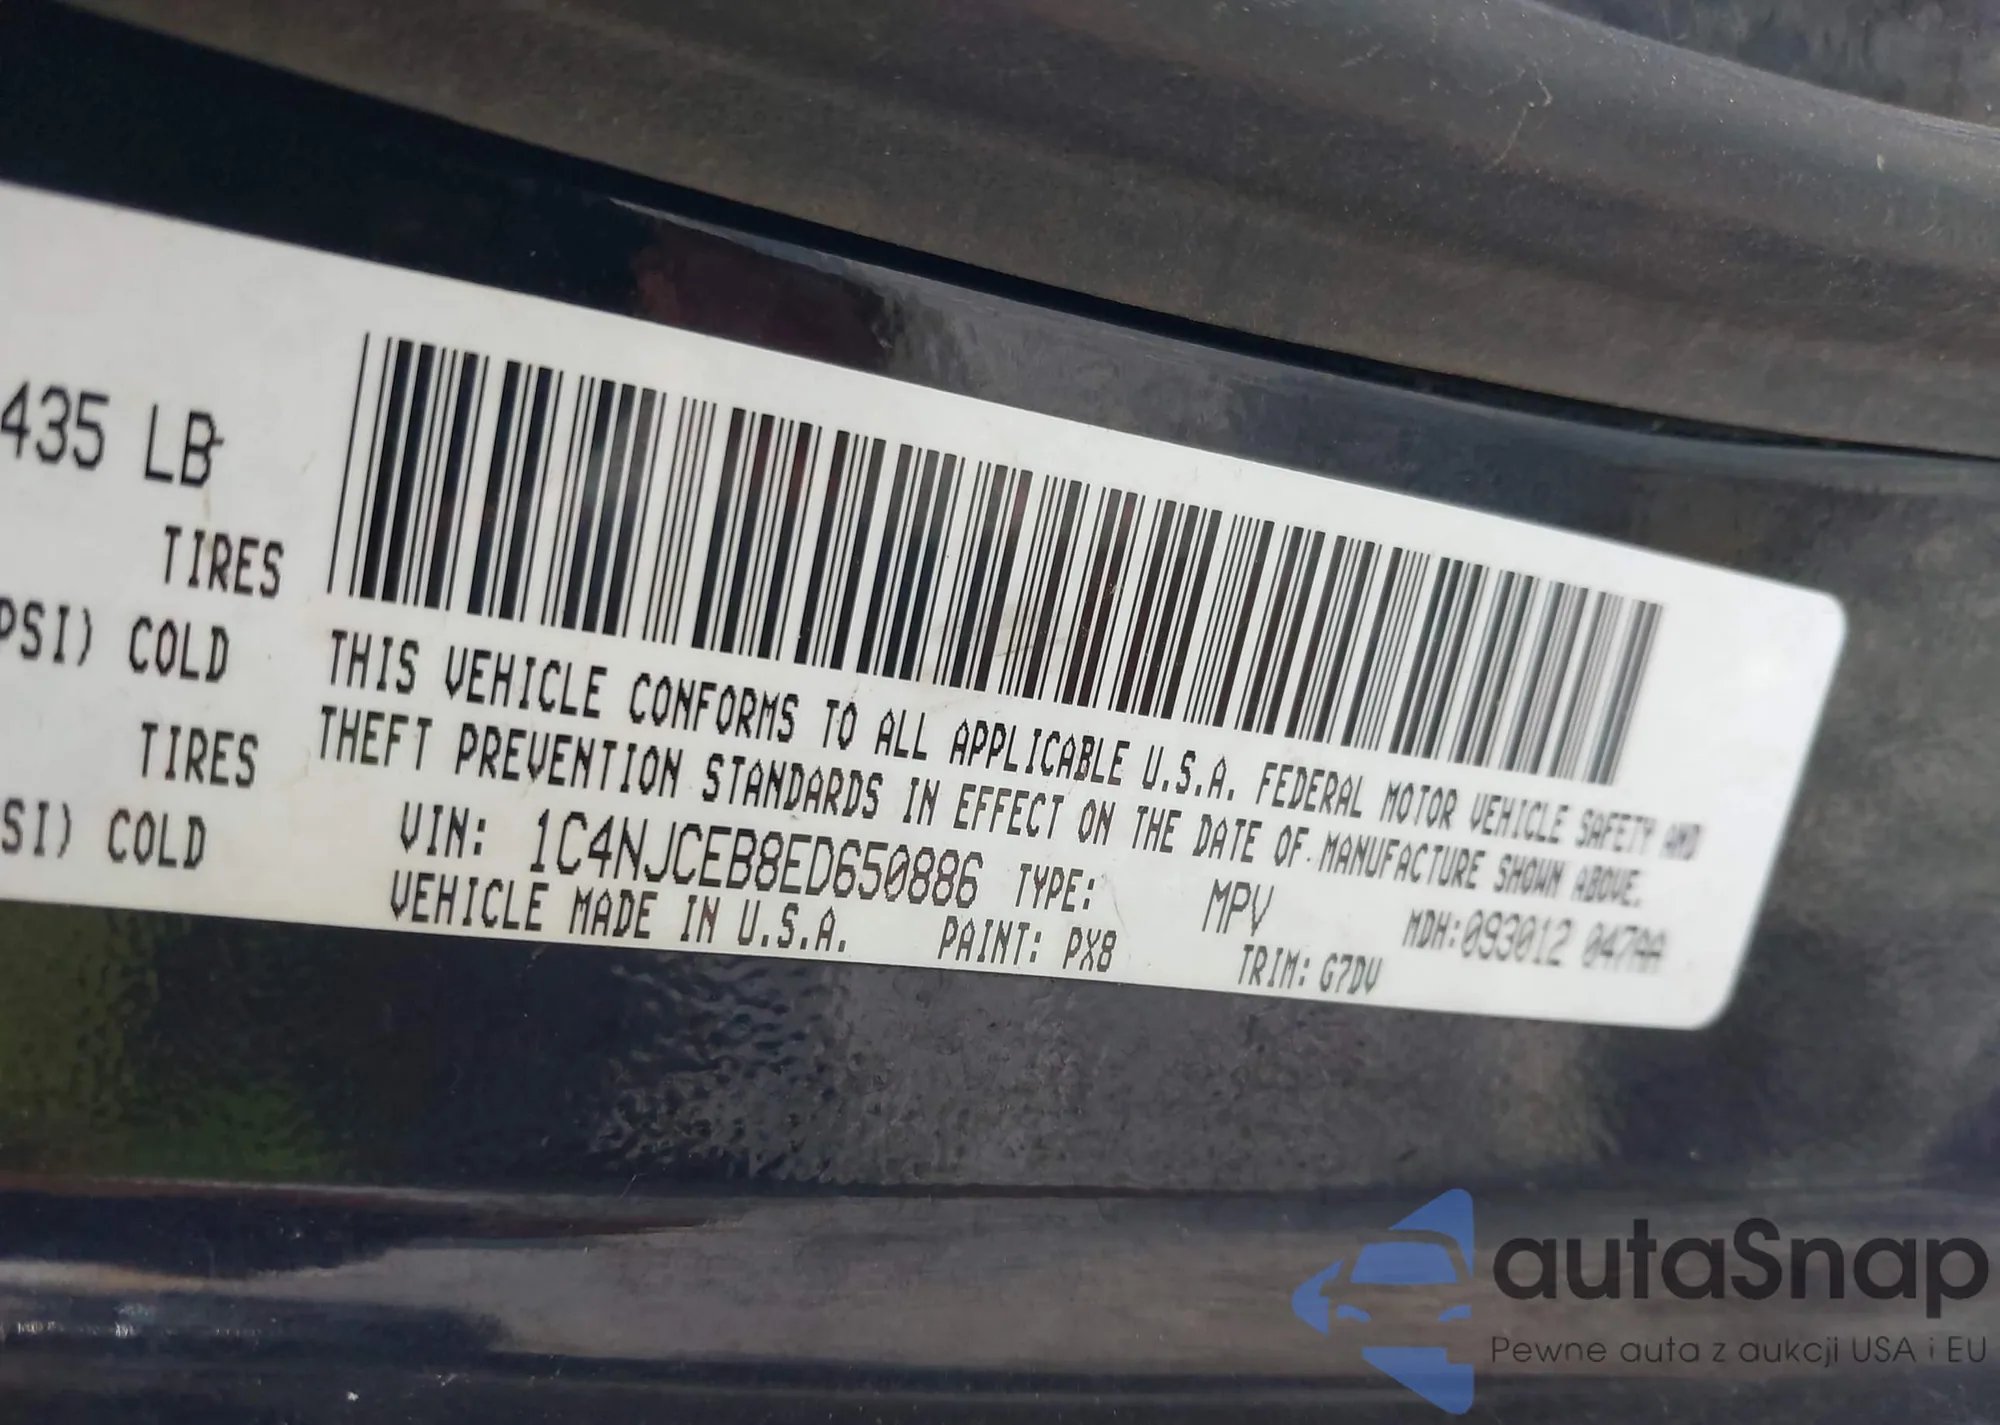 435 LB
TIRES
PSI) COLD
TIRES
SI) COLD
THIS VEHICLE CONFORMS TO ALL APPLICABLE U.S.A. FEDERAL MOTOR VEHICLE SAFETY AND
THEFT PREVENTION STANDARDS IN EFFECT ON THE DATE OF MANUFACTURE SHOWN ABOVE.
VIN: 1C4NJCEB8ED650886 TYPE: MPV MDH:093012 047AA
VEHICLE MADE IN U.S.A. PAINT: PX8 TRIM: G7DV
autaSnap
Pewne auta z aukcji USA i EU